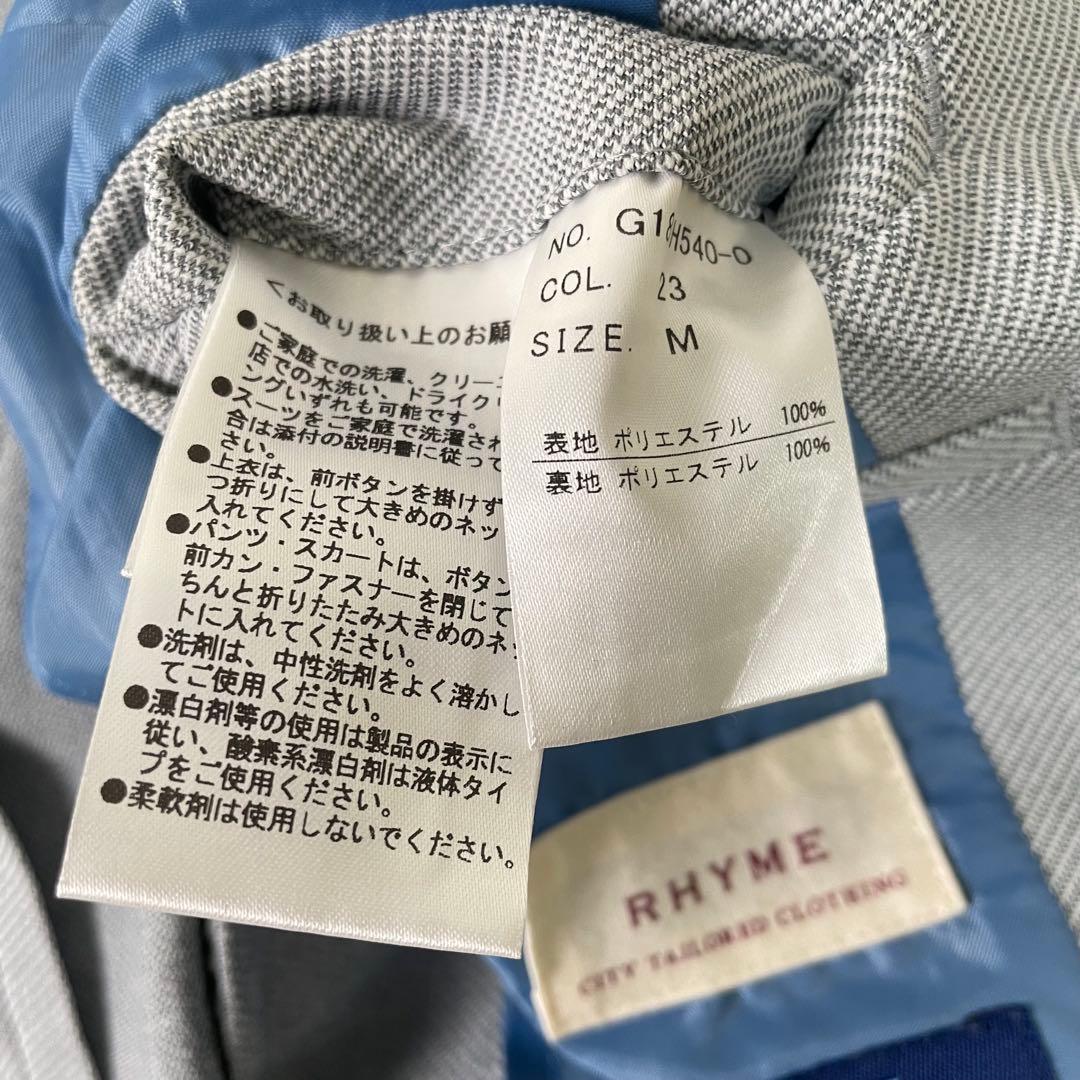 <お取り扱い上のお願
●ご家庭での洗濯、クリー
店での水洗い、ドライク
ングいずれも可能です。
●スーツをご家庭で洗濯され
合は添付の説明書に従って
さい。
●上衣は、前ボタンを掛けず
つ折りにして大きめのネッ
入れてください。
●パンツ・スカートは、ボタン
前カン・ファスナーを閉じて
ちんと折りたたみ大きめのネッ
トに入れてください。
●洗剤は、中性洗剤をよく溶かし
てご使用ください。
●漂白剤等の使用は製品の表示に
従い、酸素系漂白剤は液体タイ
プをご使用ください。
●柔軟剤は使用しないでください。
NO. G18H540-0
COL. 23
SIZE. M
表地 ポリエステル 100%
裏地 ポリエステル 100%
RHYME
CITY TAILORED CLOTHING